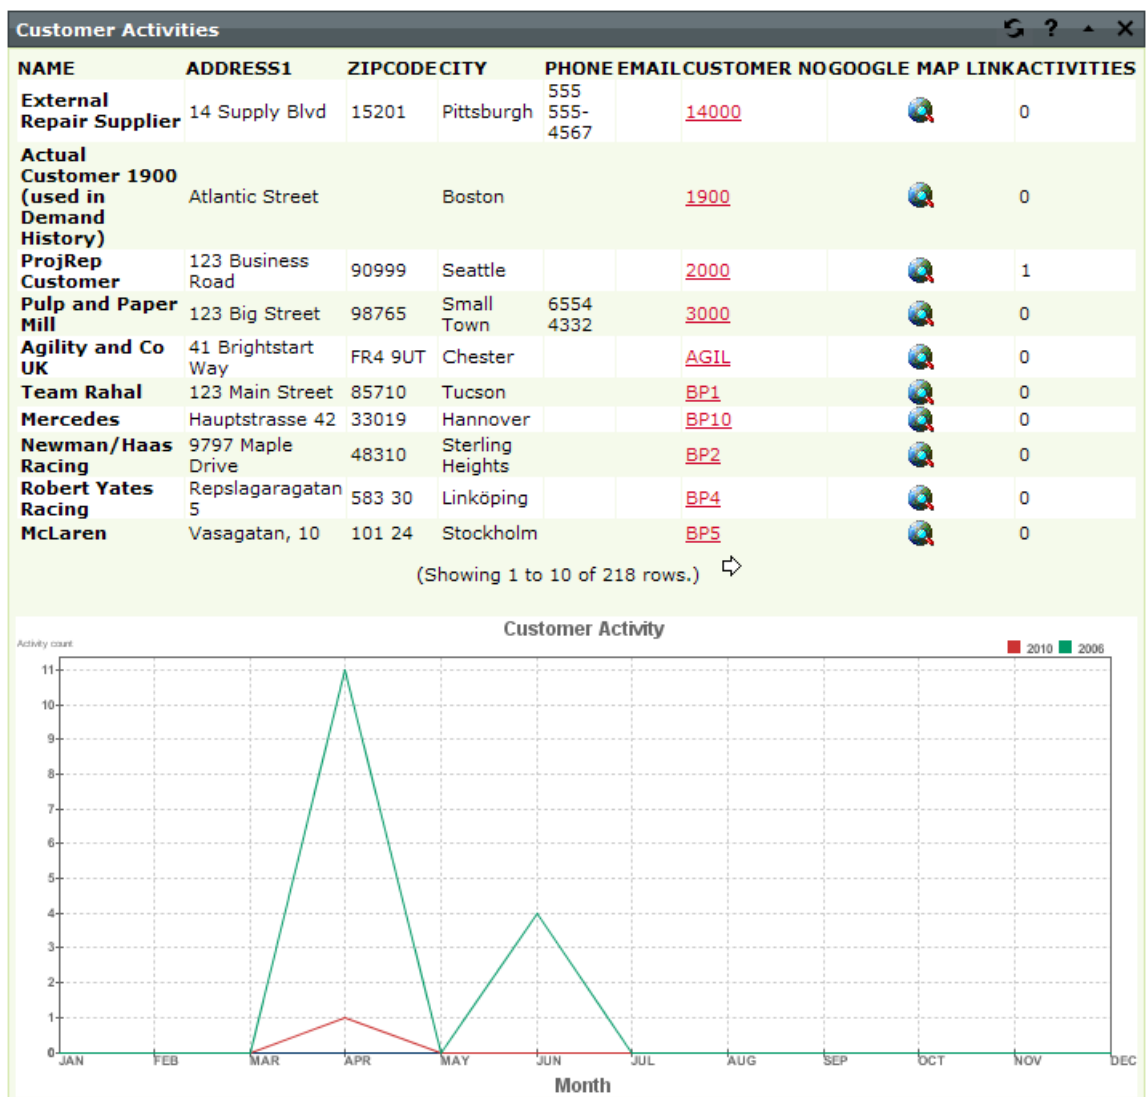 Customer Activities ?
NAME ADDRESS1 ZIPCODE CITY PHONE EMAIL CUSTOMER NO GOOGLE MAP LINK ACTIVITIES
External Repair Supplier 14 Supply Blvd 15201 Pittsburgh 555 555-4567 14000 0
Actual Customer 1900 (used in Demand History) Atlantic Street Boston 1900 0
ProjRep Customer 123 Business Road 90999 Seattle 2000 1
Pulp and Paper Mill 123 Big Street 98765 Small Town 6554 4332 3000 0
Agility and Co UK 41 Brightstart Way FR4 9UT Chester AGIL 0
Team Rahal 123 Main Street 85710 Tucson BP1 0
Mercedes Hauptstrasse 42 33019 Hannover BP10 0
Newman/Haas Racing 9797 Maple Drive 48310 Sterling Heights BP2 0
Robert Yates Racing Repslagaragatan 5 583 30 Linköping BP4 0
McLaren Vasagatan, 10 101 24 Stockholm BP5 0
(Showing 1 to 10 of 218 rows.)
Customer Activity
Activity count
2010 2006
11
10
9
8
7
6
5
4
3
2
1
0
JAN FEB MAR APR MAY JUN JUL AUG SEP OCT NOV DEC
Month